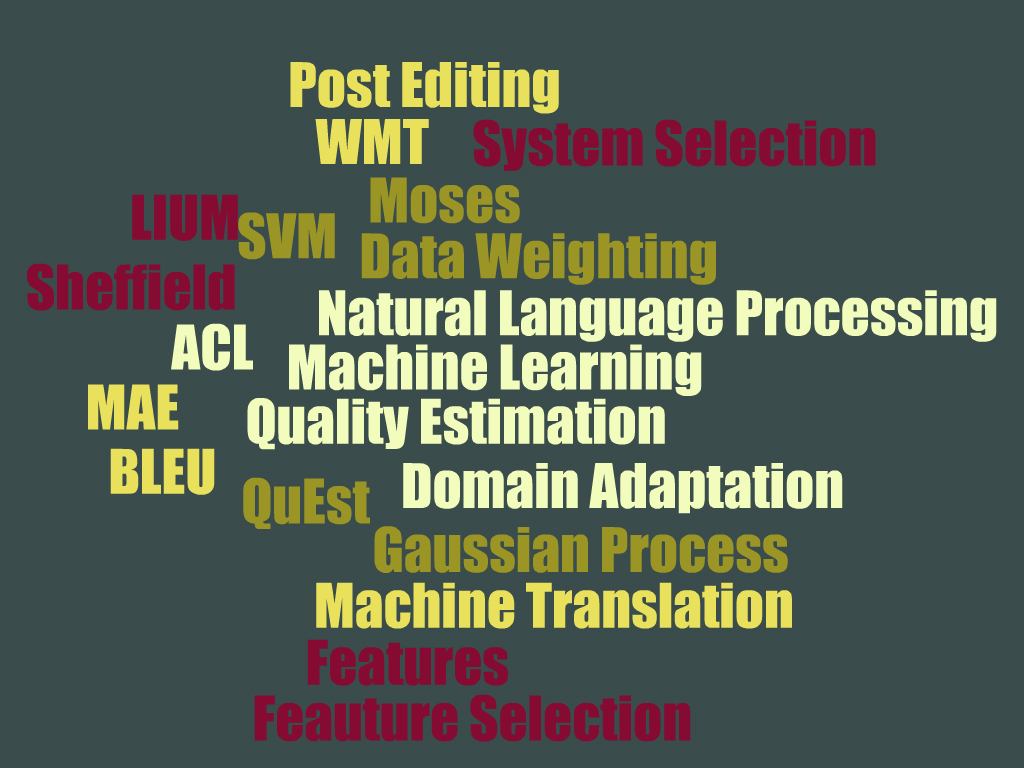 Post Editing
WMT
System Selection
Moses
LIUM
SVM
Data Weighting
Sheffield
Natural Language Processing
ACL
Machine Learning
MAE
Quality Estimation
BLEU
QuEst
Domain Adaptation
Gaussian Process
Machine Translation
Features
Feauture Selection